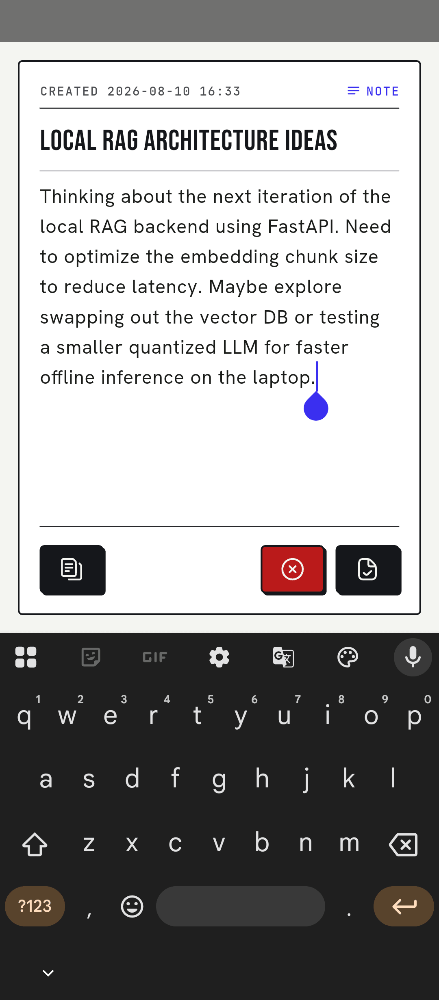 CREATED 2026-08-10 16:33
NOTE
LOCAL RAG ARCHITECTURE IDEAS
Thinking about the next iteration of the
local RAG backend using FastAPI. Need
to optimize the embedding chunk size
to reduce latency. Maybe explore
swapping out the vector DB or testing
a smaller quantized LLM for faster
offline inference on the laptop.
GIF
G 文
1 2 3 4 5 6 7 8 9 0
q w e r t y u i o p
a s d f g h j k l
z x c v b n m
?123 , .